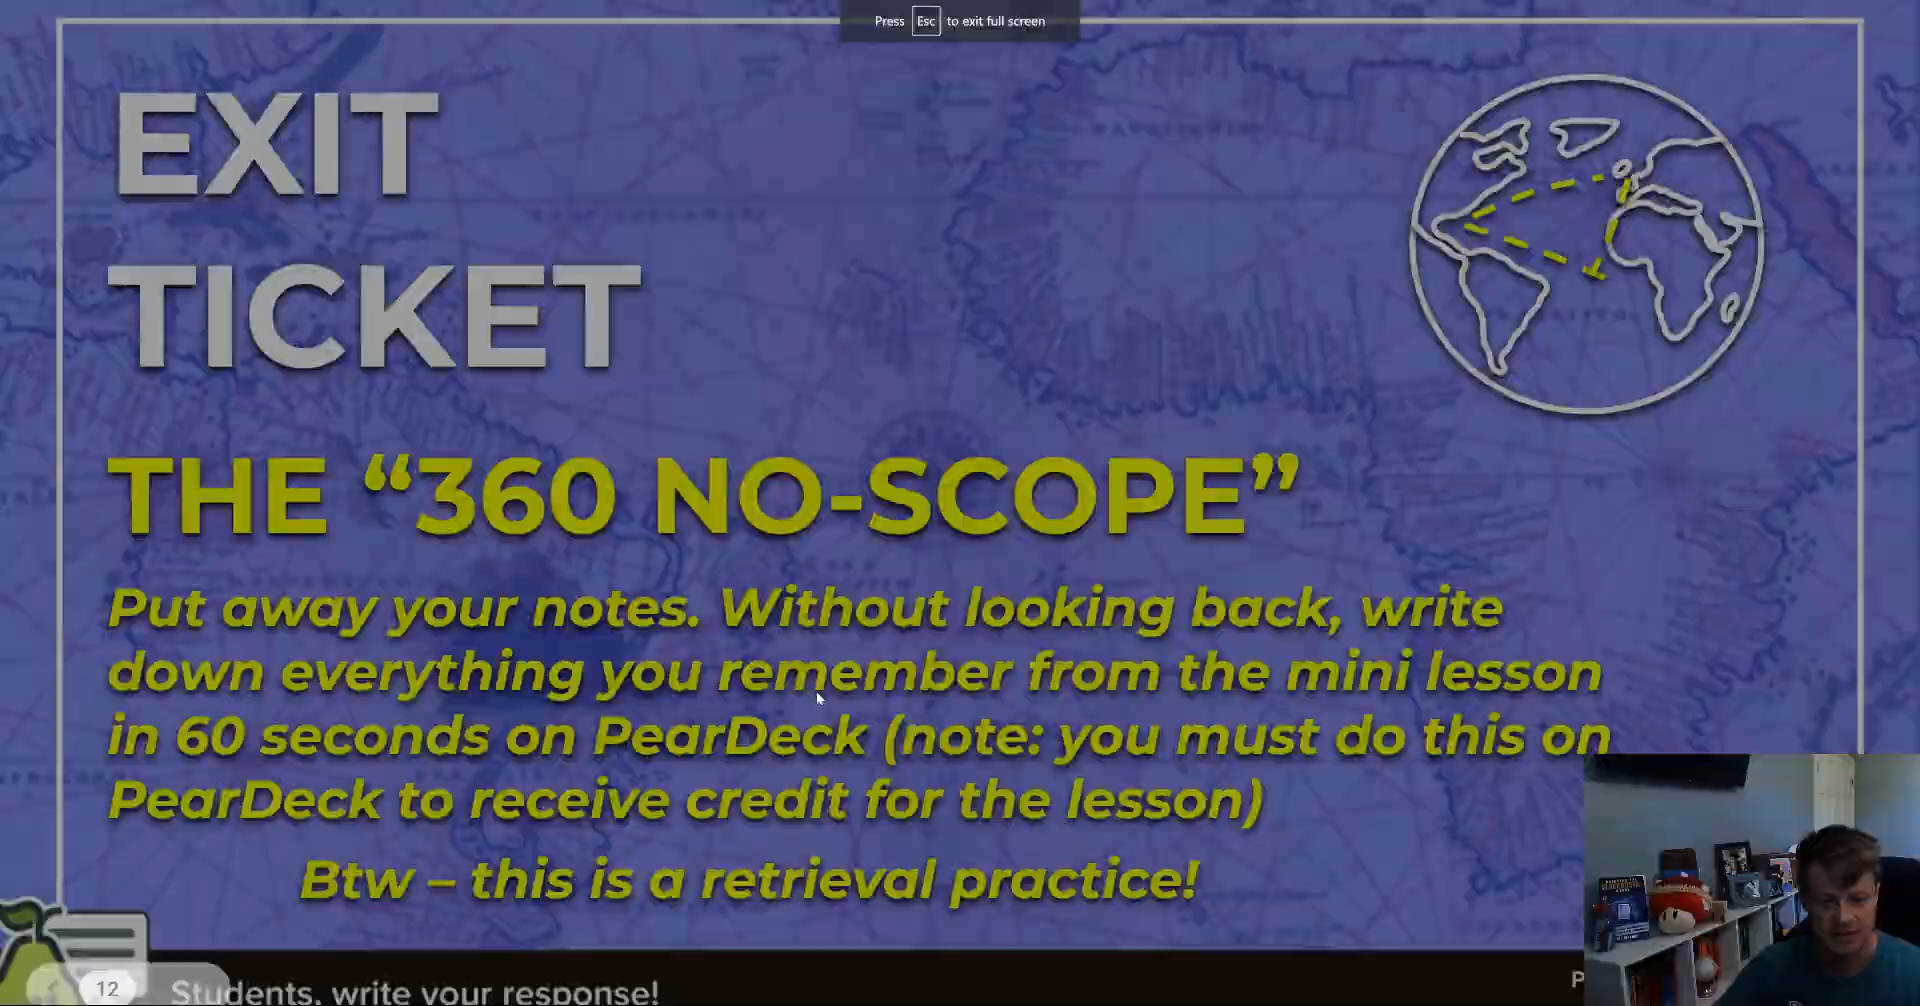 Press Esc to exit full screen
EXIT
TICKET
THE “360 NO-SCOPE”
Put away your notes. Without looking back, write
down everything you remember from the mini lesson
in 60 seconds on PearDeck (note: you must do this on
PearDeck to receive credit for the lesson)
Btw – this is a retrieval practice!
12
Students, write your response!
P